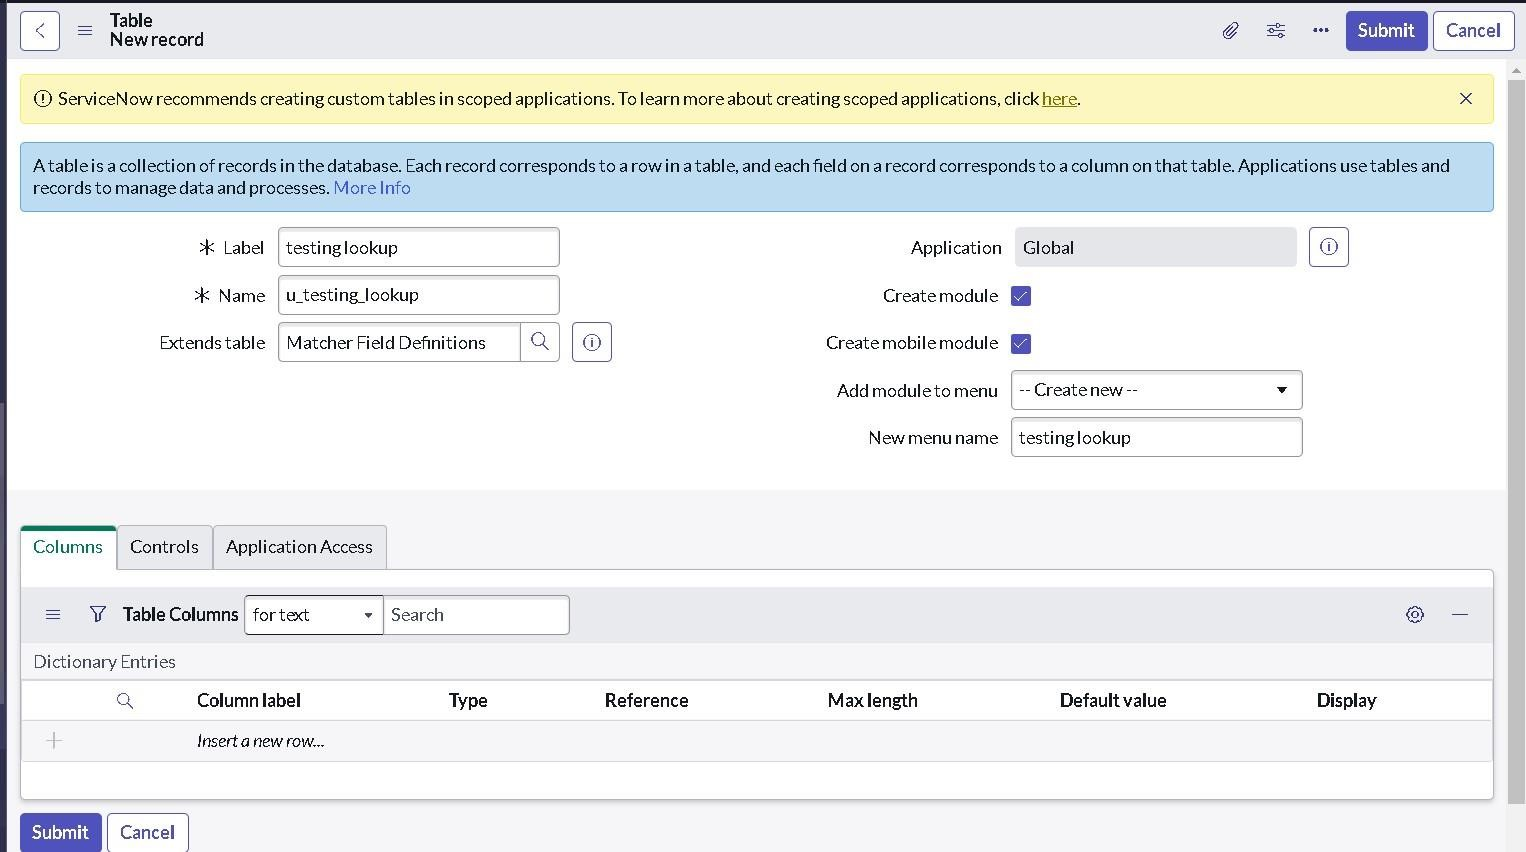 Table
New record
Submit
Cancel
ServiceNow recommends creating custom tables in scoped applications. To learn more about creating scoped applications, click here.
A table is a collection of records in the database. Each record corresponds to a row in a table, and each field on a record corresponds to a column on that table. Applications use tables and
records to manage data and processes. More Info
Label
testing lookup
Application
Global
Name
u_testing_lookup
Create module
Extends table
Matcher Field Definitions
Create mobile module
Add module to menu
-- Create new --
New menu name
testing lookup
Columns
Controls
Application Access
Table Columns
for text
Search
Dictionary Entries
Column label
Type
Reference
Max length
Default value
Display
Insert a new row...
Submit
Cancel